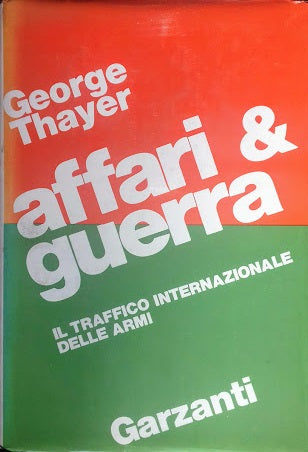 George
Thayer
affari &
guerra
IL TRAFFICO INTERNAZIONALE
DELLE ARMI
Garzanti